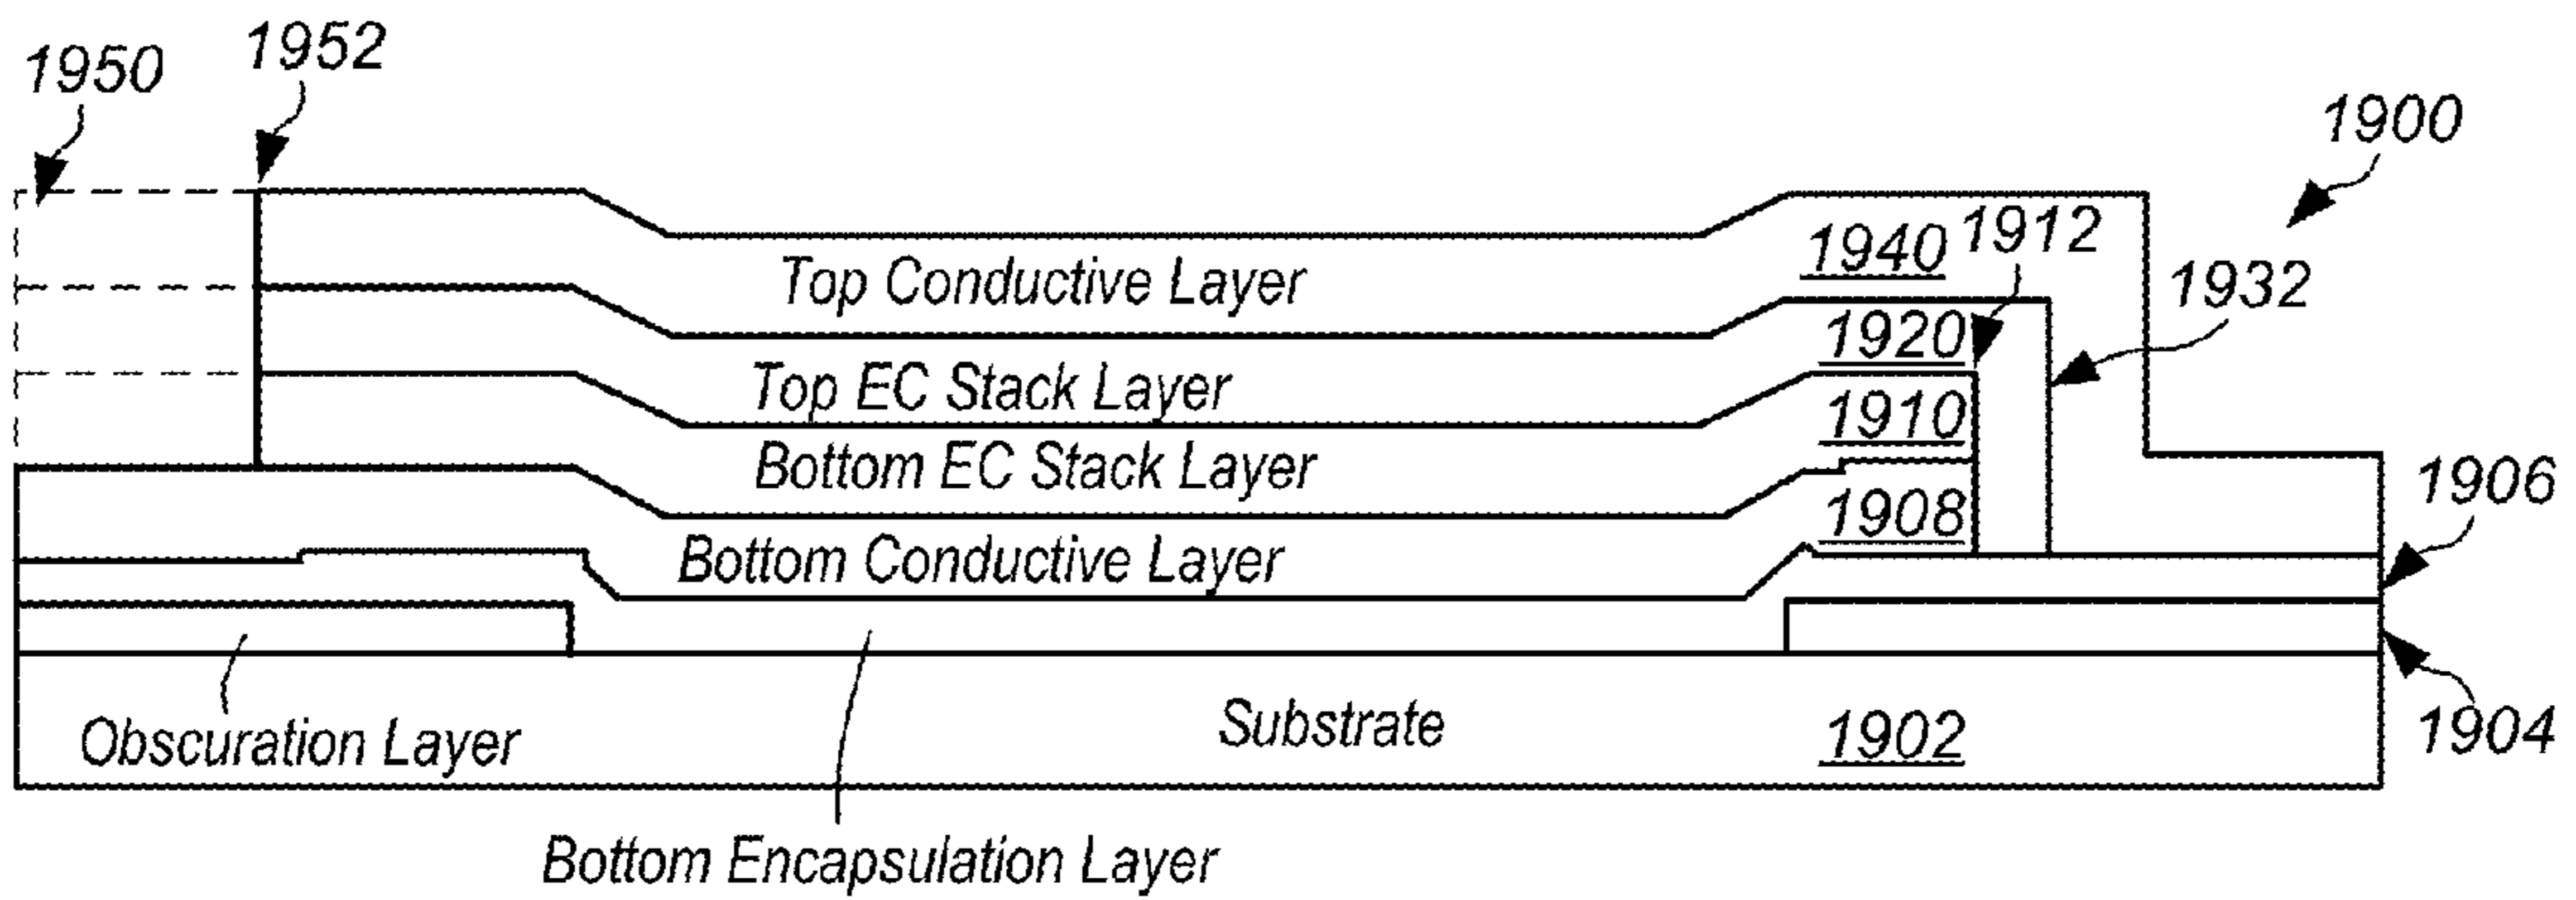 1950
1952
1900
Top Conductive Layer
1940
1912
1932
Top EC Stack Layer
1920
Bottom EC Stack Layer
1910
1908
1906
Bottom Conductive Layer
Obscuration Layer
Substrate
1902
1904
Bottom Encapsulation Layer